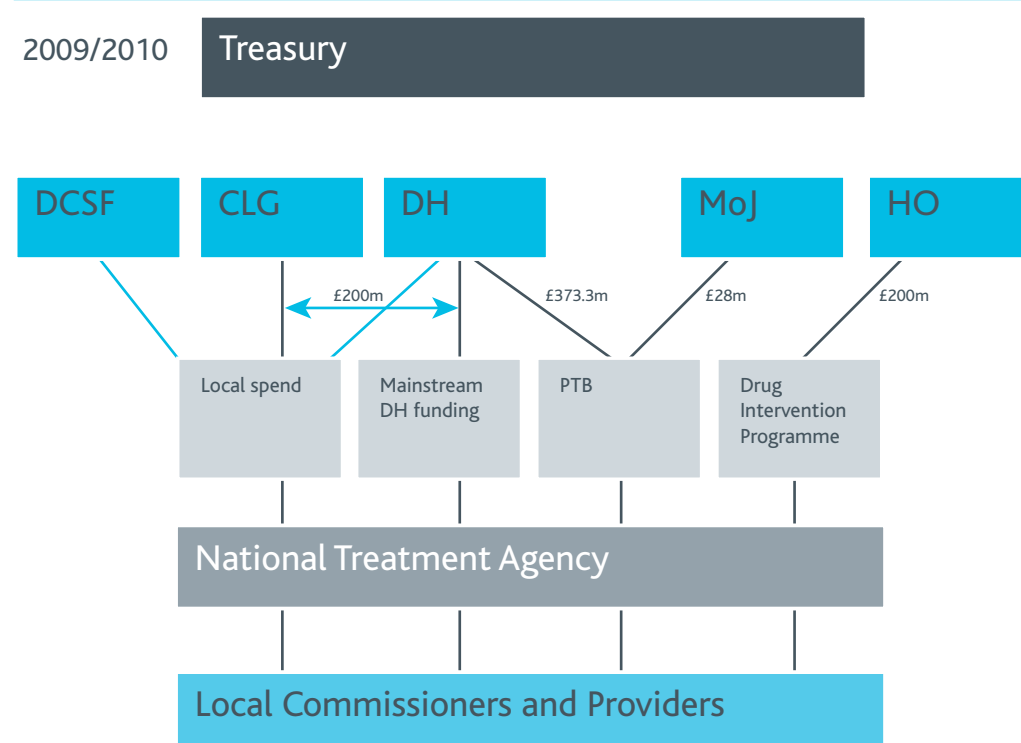 2009/2010
Treasury
DCSF
CLG
DH
MoJ
HO
£200m
£373.3m
£28m
£200m
Local spend
Mainstream
DH funding
PTB
Drug
Intervention
Programme
National Treatment Agency
Local Commissioners and Providers